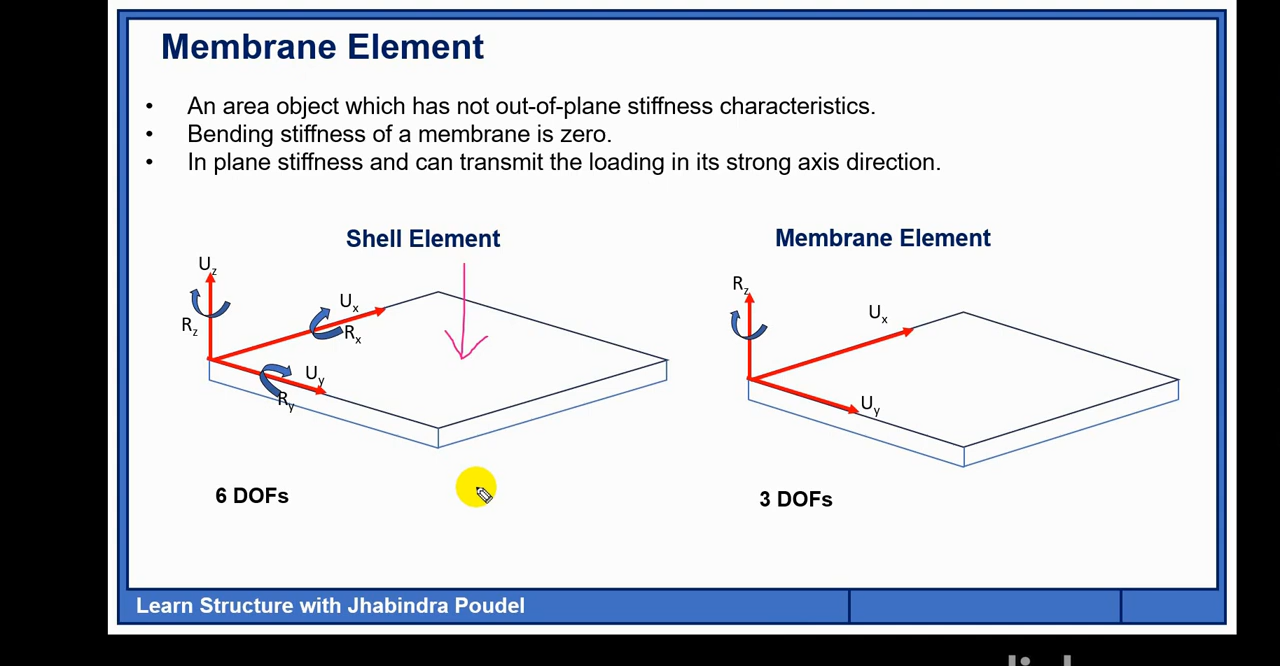 Membrane Element
• An area object which has not out-of-plane stiffness characteristics.
• Bending stiffness of a membrane is zero.
• In plane stiffness and can transmit the loading in its strong axis direction.
Shell Element
Membrane Element
Uz
Rz
Ux
Rx
Uy
Ry
Rz
Ux
Uy
6 DOFs
3 DOFs
Learn Structure with Jhabindra Poudel